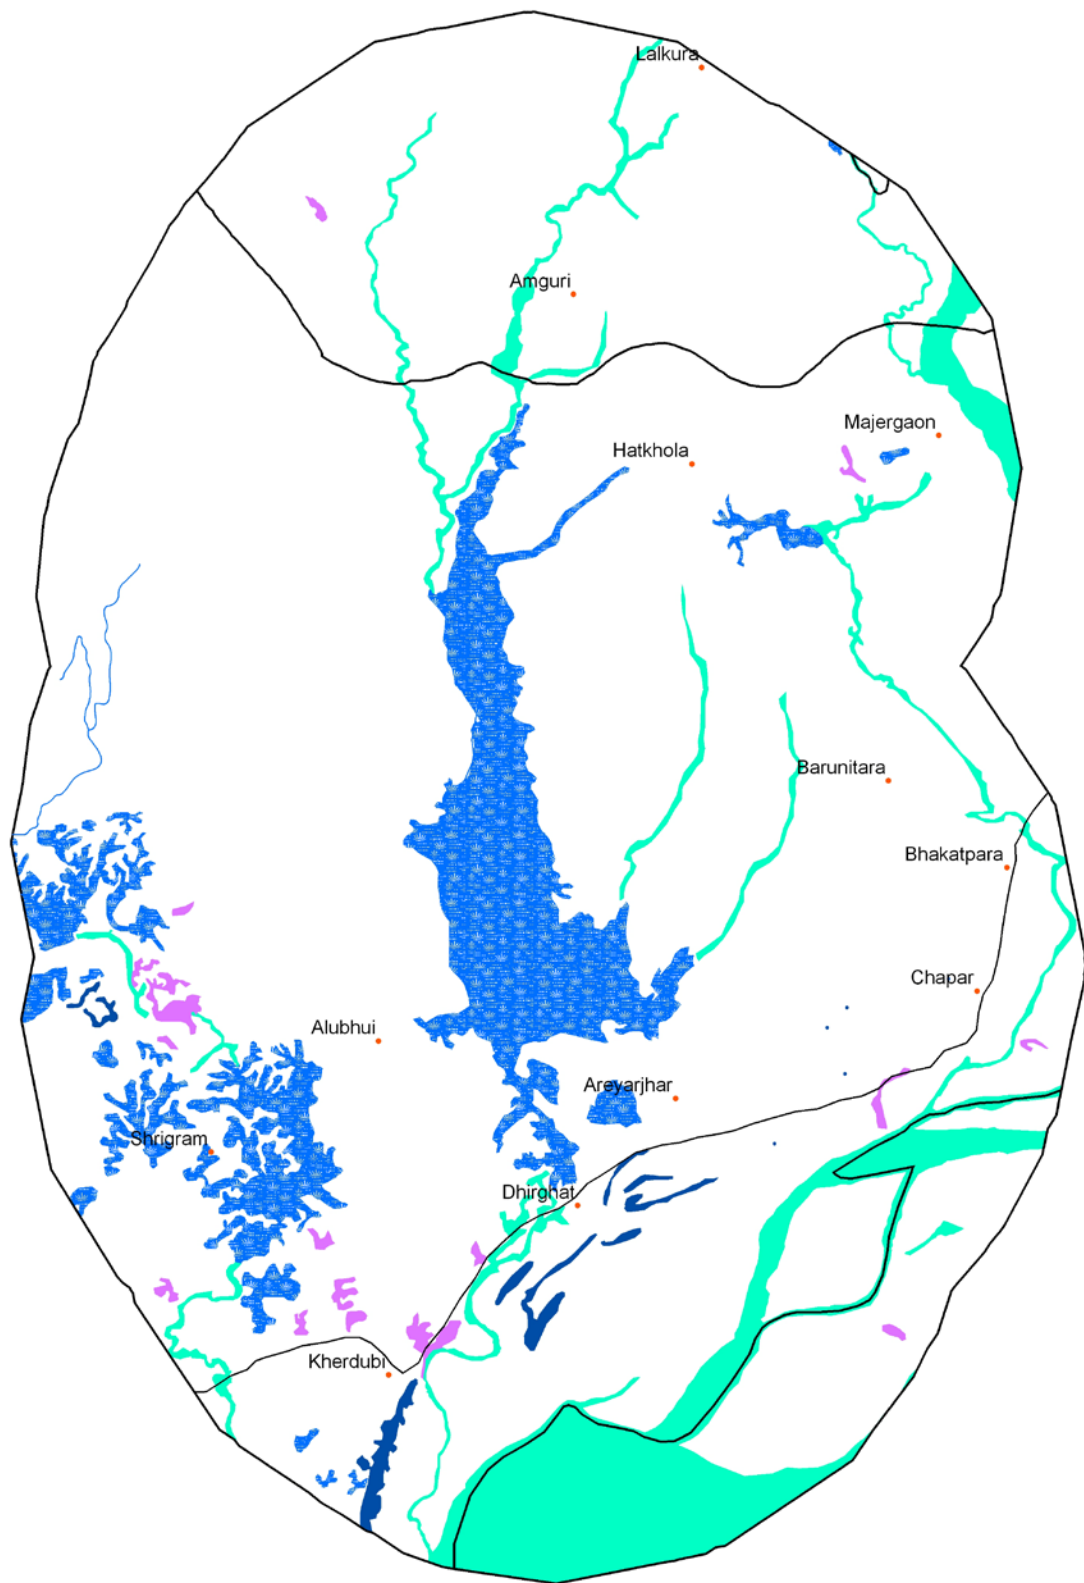 Lalkura
Amguri
Majergaon
Hatkhola
Barunitara
Bhakatpara
Chapar
Alubhui
Areyarjhar
Shrigram
Dhirghat
Kherdubi